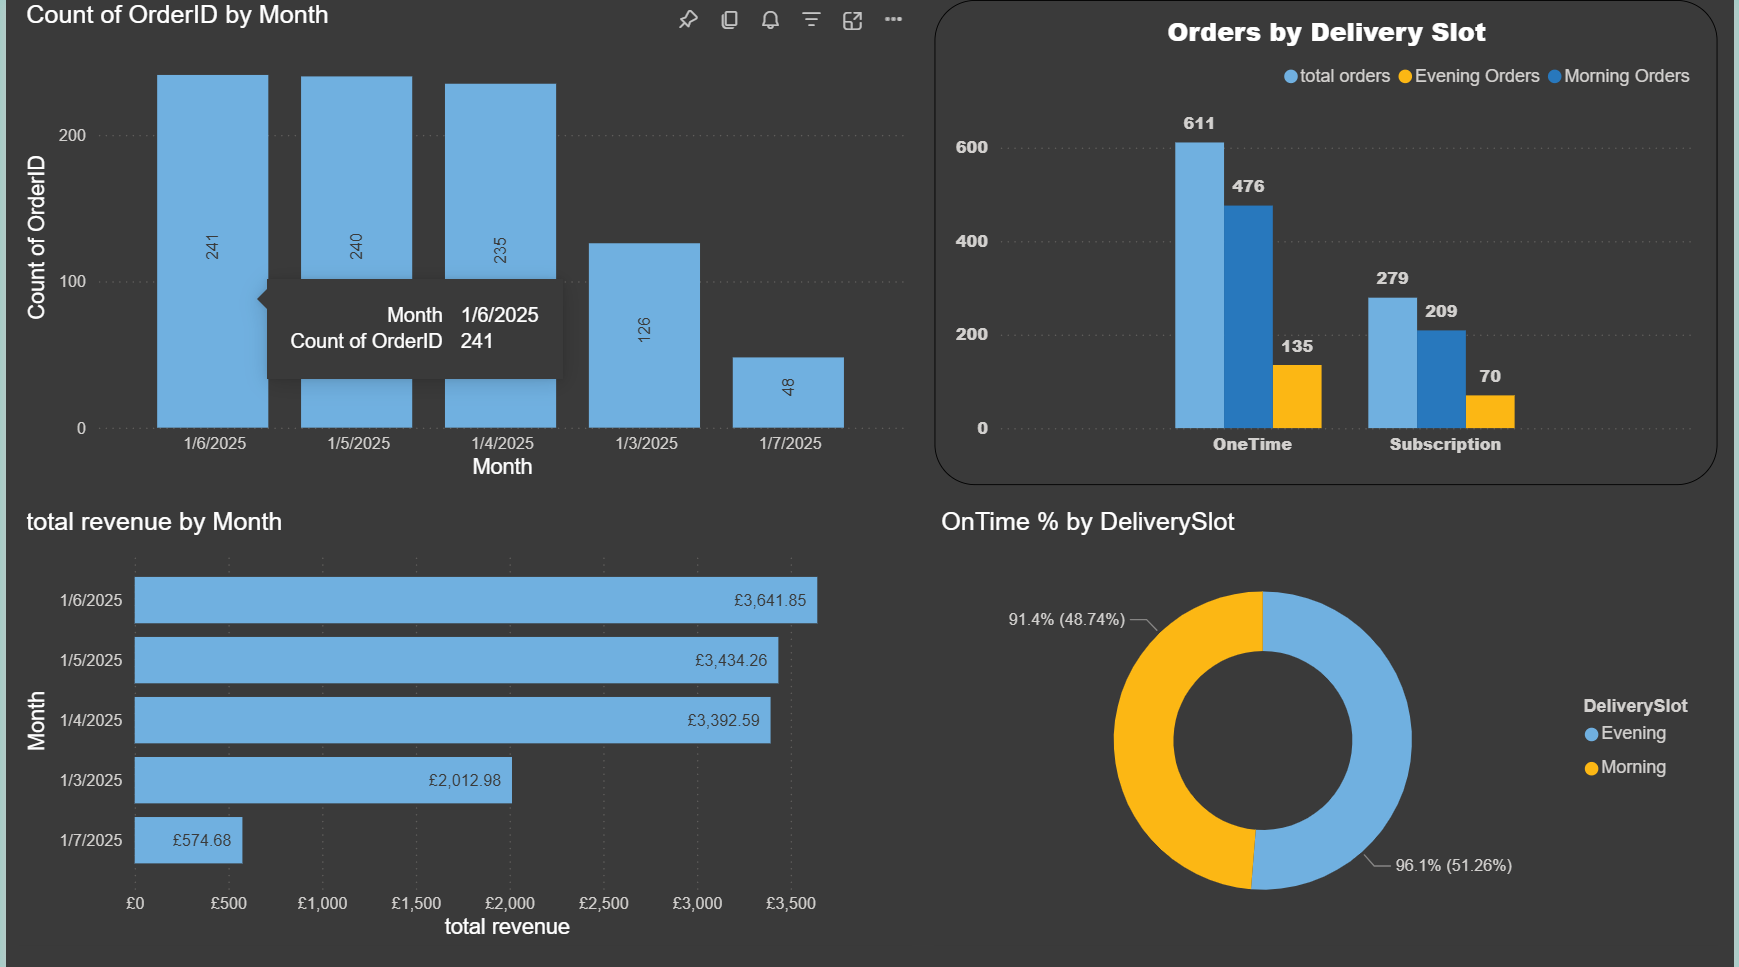 Count of OrderID by Month
Count of OrderID
200
100
0
241
240
235
126
48
Month 1/6/2025
Count of OrderID 241
1/6/2025 1/5/2025 1/4/2025 1/3/2025 1/7/2025
Month
Orders by Delivery Slot
total orders Evening Orders Morning Orders
600
400
200
0
611
476
135
279
209
70
OneTime Subscription
total revenue by Month
Month
1/6/2025 £3,641.85
1/5/2025 £3,434.26
1/4/2025 £3,392.59
1/3/2025 £2,012.98
1/7/2025 £574.68
£0 £500 £1,000 £1,500 £2,000 £2,500 £3,000 £3,500
total revenue
OnTime % by DeliverySlot
91.4% (48.74%)
96.1% (51.26%)
DeliverySlot
Evening
Morning